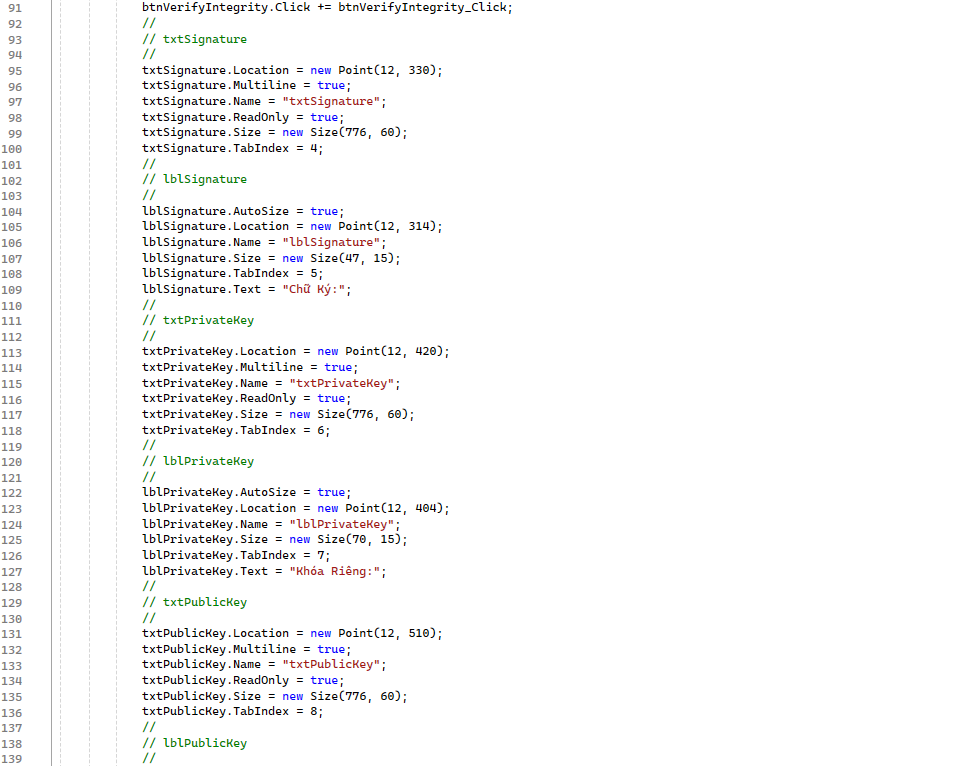 91 btnVerifyIntegrity.Click += btnVerifyIntegrity_Click;
92 //
93 // txtSignature
94 //
95 txtSignature.Location = new Point(12, 330);
96 txtSignature.Multiline = true;
97 txtSignature.Name = "txtSignature";
98 txtSignature.ReadOnly = true;
99 txtSignature.Size = new Size(776, 60);
100 txtSignature.TabIndex = 4;
101 //
102 // lblSignature
103 //
104 lblSignature.AutoSize = true;
105 lblSignature.Location = new Point(12, 314);
106 lblSignature.Name = "lblSignature";
107 lblSignature.Size = new Size(47, 15);
108 lblSignature.TabIndex = 5;
109 lblSignature.Text = "Chữ Ký:";
110 //
111 // txtPrivateKey
112 //
113 txtPrivateKey.Location = new Point(12, 420);
114 txtPrivateKey.Multiline = true;
115 txtPrivateKey.Name = "txtPrivateKey";
116 txtPrivateKey.ReadOnly = true;
117 txtPrivateKey.Size = new Size(776, 60);
118 txtPrivateKey.TabIndex = 6;
119 //
120 // lblPrivateKey
121 //
122 lblPrivateKey.AutoSize = true;
123 lblPrivateKey.Location = new Point(12, 404);
124 lblPrivateKey.Name = "lblPrivateKey";
125 lblPrivateKey.Size = new Size(70, 15);
126 lblPrivateKey.TabIndex = 7;
127 lblPrivateKey.Text = "Khóa Riêng:";
128 //
129 // txtPublicKey
130 //
131 txtPublicKey.Location = new Point(12, 510);
132 txtPublicKey.Multiline = true;
133 txtPublicKey.Name = "txtPublicKey";
134 txtPublicKey.ReadOnly = true;
135 txtPublicKey.Size = new Size(776, 60);
136 txtPublicKey.TabIndex = 8;
137 //
138 // lblPublicKey
139 //